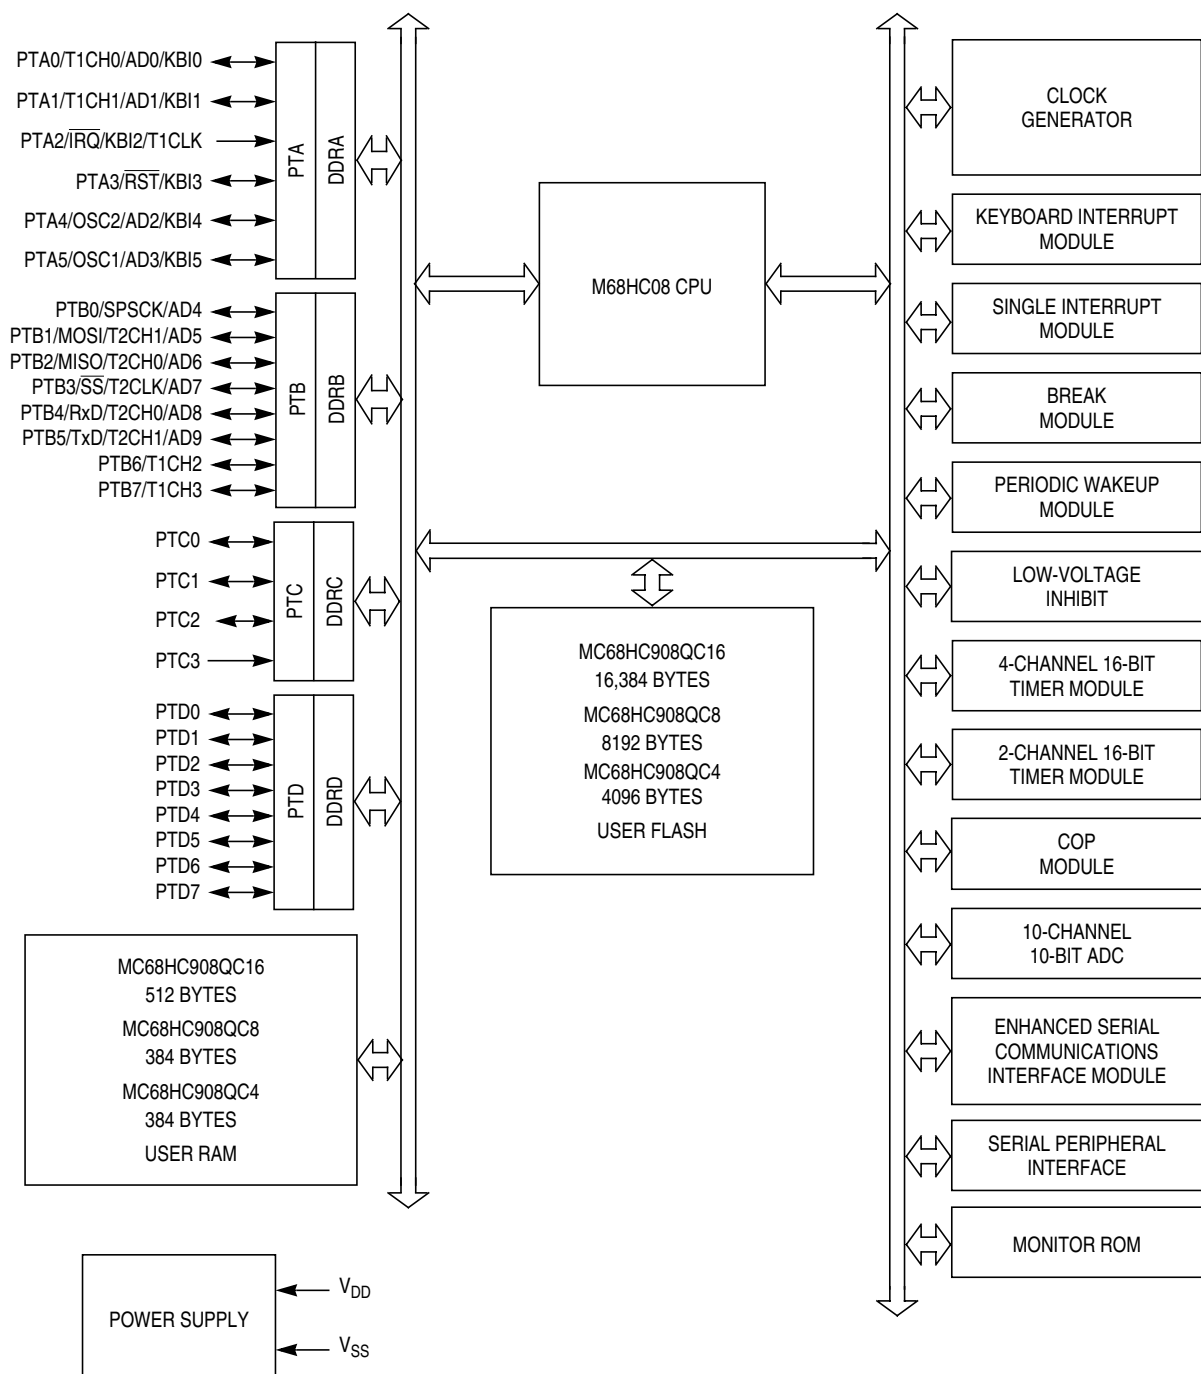 PTA0/T1CH0/AD0/KBI0
PTA1/T1CH1/AD1/KBI1
PTA2/I̅R̅Q̅/KBI2/T1CLK
PTA3/R̅S̅T̅/KBI3
PTA4/OSC2/AD2/KBI4
PTA5/OSC1/AD3/KBI5
PTA
DDRA
PTB0/SPSCK/AD4
PTB1/MOSI/T2CH1/AD5
PTB2/MISO/T2CH0/AD6
PTB3/S̅S̅/T2CLK/AD7
PTB4/RxD/T2CH0/AD8
PTB5/TxD/T2CH1/AD9
PTB6/T1CH2
PTB7/T1CH3
PTB
DDRB
PTC0
PTC1
PTC2
PTC3
PTC
DDRC
PTD0
PTD1
PTD2
PTD3
PTD4
PTD5
PTD6
PTD7
PTD
DDRD
MC68HC908QC16
512 BYTES
MC68HC908QC8
384 BYTES
MC68HC908QC4
384 BYTES
USER RAM
POWER SUPPLY
VDD
VSS
M68HC08 CPU
MC68HC908QC16
16,384 BYTES
MC68HC908QC8
8192 BYTES
MC68HC908QC4
4096 BYTES
USER FLASH
CLOCK
GENERATOR
KEYBOARD INTERRUPT
MODULE
SINGLE INTERRUPT
MODULE
BREAK
MODULE
PERIODIC WAKEUP
MODULE
LOW-VOLTAGE
INHIBIT
4-CHANNEL 16-BIT
TIMER MODULE
2-CHANNEL 16-BIT
TIMER MODULE
COP
MODULE
10-CHANNEL
10-BIT ADC
ENHANCED SERIAL
COMMUNICATIONS
INTERFACE MODULE
SERIAL PERIPHERAL
INTERFACE
MONITOR ROM